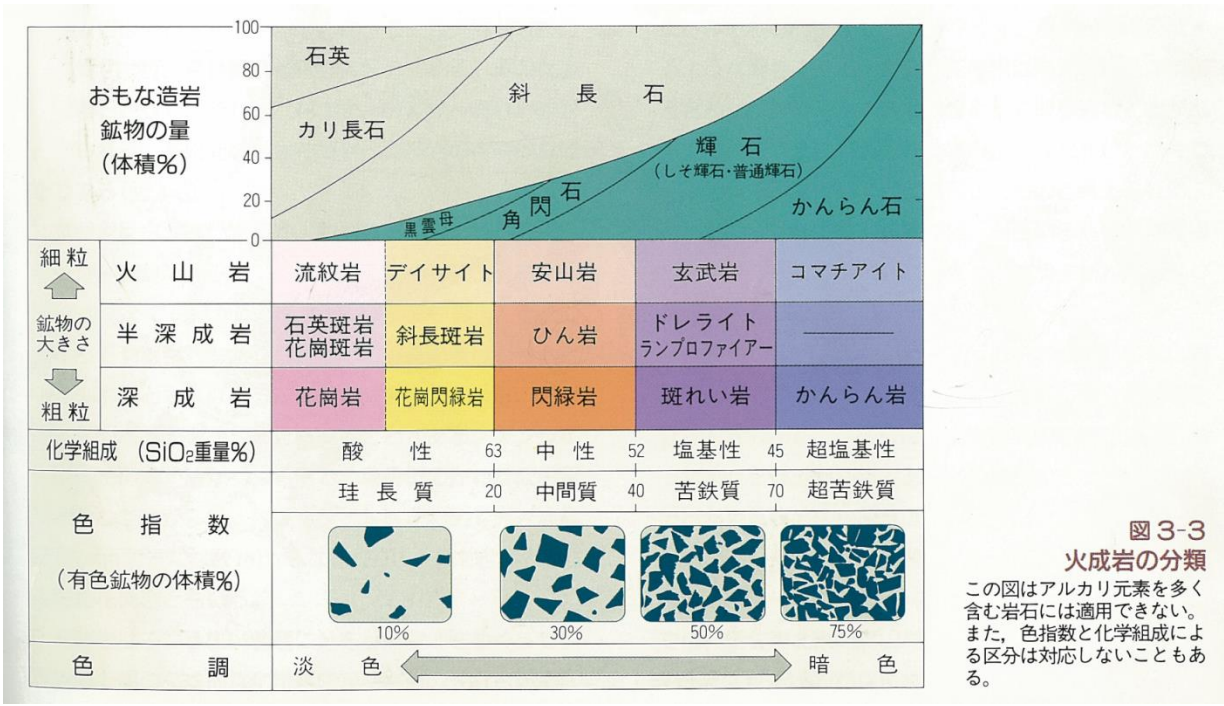 おもな造岩
鉱物の量
(体積%)
100
80
60
40
20
0
石英
カリ長石
斜長石
輝石
(しそ輝石・普通輝石)
黒雲母
角閃石
かんらん石
細粒
鉱物の
大きさ
粗粒
火山岩 流紋岩 デイサイト 安山岩 玄武岩 コマチアイト
半深成岩 石英斑岩 花崗斑岩 斜長斑岩 ひん岩 ドレライト ランプロファイアー ―――
深成岩 花崗岩 花崗閃緑岩 閃緑岩 斑れい岩 かんらん岩
化学組成 (SiO₂重量%) 酸性 63 中性 52 塩基性 45 超塩基性
珪長質 20 中間質 40 苦鉄質 70 超苦鉄質
色指数
(有色鉱物の体積%)
10% 30% 50% 75%
色調 淡色 暗色
図3-3
火成岩の分類
この図はアルカリ元素を多く
含む岩石には適用できない。
また，色指数と化学組成によ
る区分は対応しないこともあ
る。